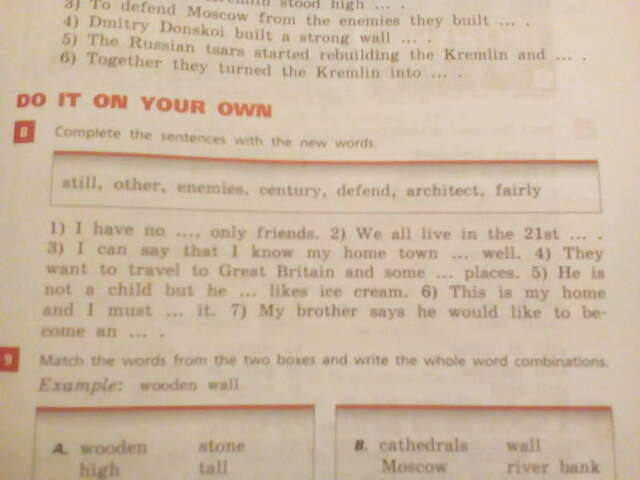 Kremlin stood high ... .
3) To defend Moscow from the enemies they built ... .
4) Dmitry Donskoi built a strong wall ... .
5) The Russian tsars started rebuilding the Kremlin and ... .
6) Together they turned the Kremlin into ... .
DO IT ON YOUR OWN
8 Complete the sentences with the new words.
still, other, enemies, century, defend, architect, fairly
1) I have no ..., only friends. 2) We all live in the 21st ... .
3) I can say that I know my home town ... well. 4) They
want to travel to Great Britain and some ... places. 5) He is
not a child but he ... likes ice cream. 6) This is my home
and I must ... it. 7) My brother says he would like to be-
come an ... .
9 Match the words from the two boxes and write the whole word combinations.
Example: wooden wall
A. wooden stone
high tall
B. cathedrals wall
Moscow river bank